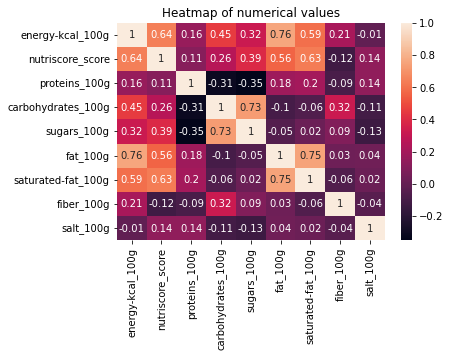 Heatmap of numerical values
energy-kcal_100g 1 0.64 0.16 0.45 0.32 0.76 0.59 0.21 -0.01
nutriscore_score 0.64 1 0.11 0.26 0.39 0.56 0.63 -0.12 0.14
proteins_100g 0.16 0.11 1 -0.31 -0.35 0.18 0.2 -0.09 0.14
carbohydrates_100g 0.45 0.26 -0.31 1 0.73 -0.1 -0.06 0.32 -0.11
sugars_100g 0.32 0.39 -0.35 0.73 1 -0.05 0.02 0.09 -0.13
fat_100g 0.76 0.56 0.18 -0.1 -0.05 1 0.75 0.03 0.04
saturated-fat_100g 0.59 0.63 0.2 -0.06 0.02 0.75 1 -0.06 0.02
fiber_100g 0.21 -0.12 -0.09 0.32 0.09 0.03 -0.06 1 -0.04
salt_100g -0.01 0.14 0.14 -0.11 -0.13 0.04 0.02 -0.04 1
energy-kcal_100g
nutriscore_score
proteins_100g
carbohydrates_100g
sugars_100g
fat_100g
saturated-fat_100g
fiber_100g
salt_100g
1.0
0.8
0.6
0.4
0.2
0.0
−0.2